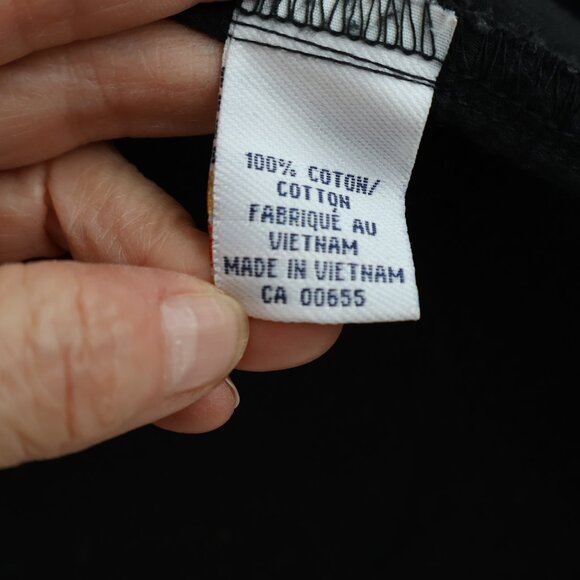 100% COTON/
COTTON
FABRIQUÉ AU
VIETNAM
MADE IN VIETNAM
CA 00655